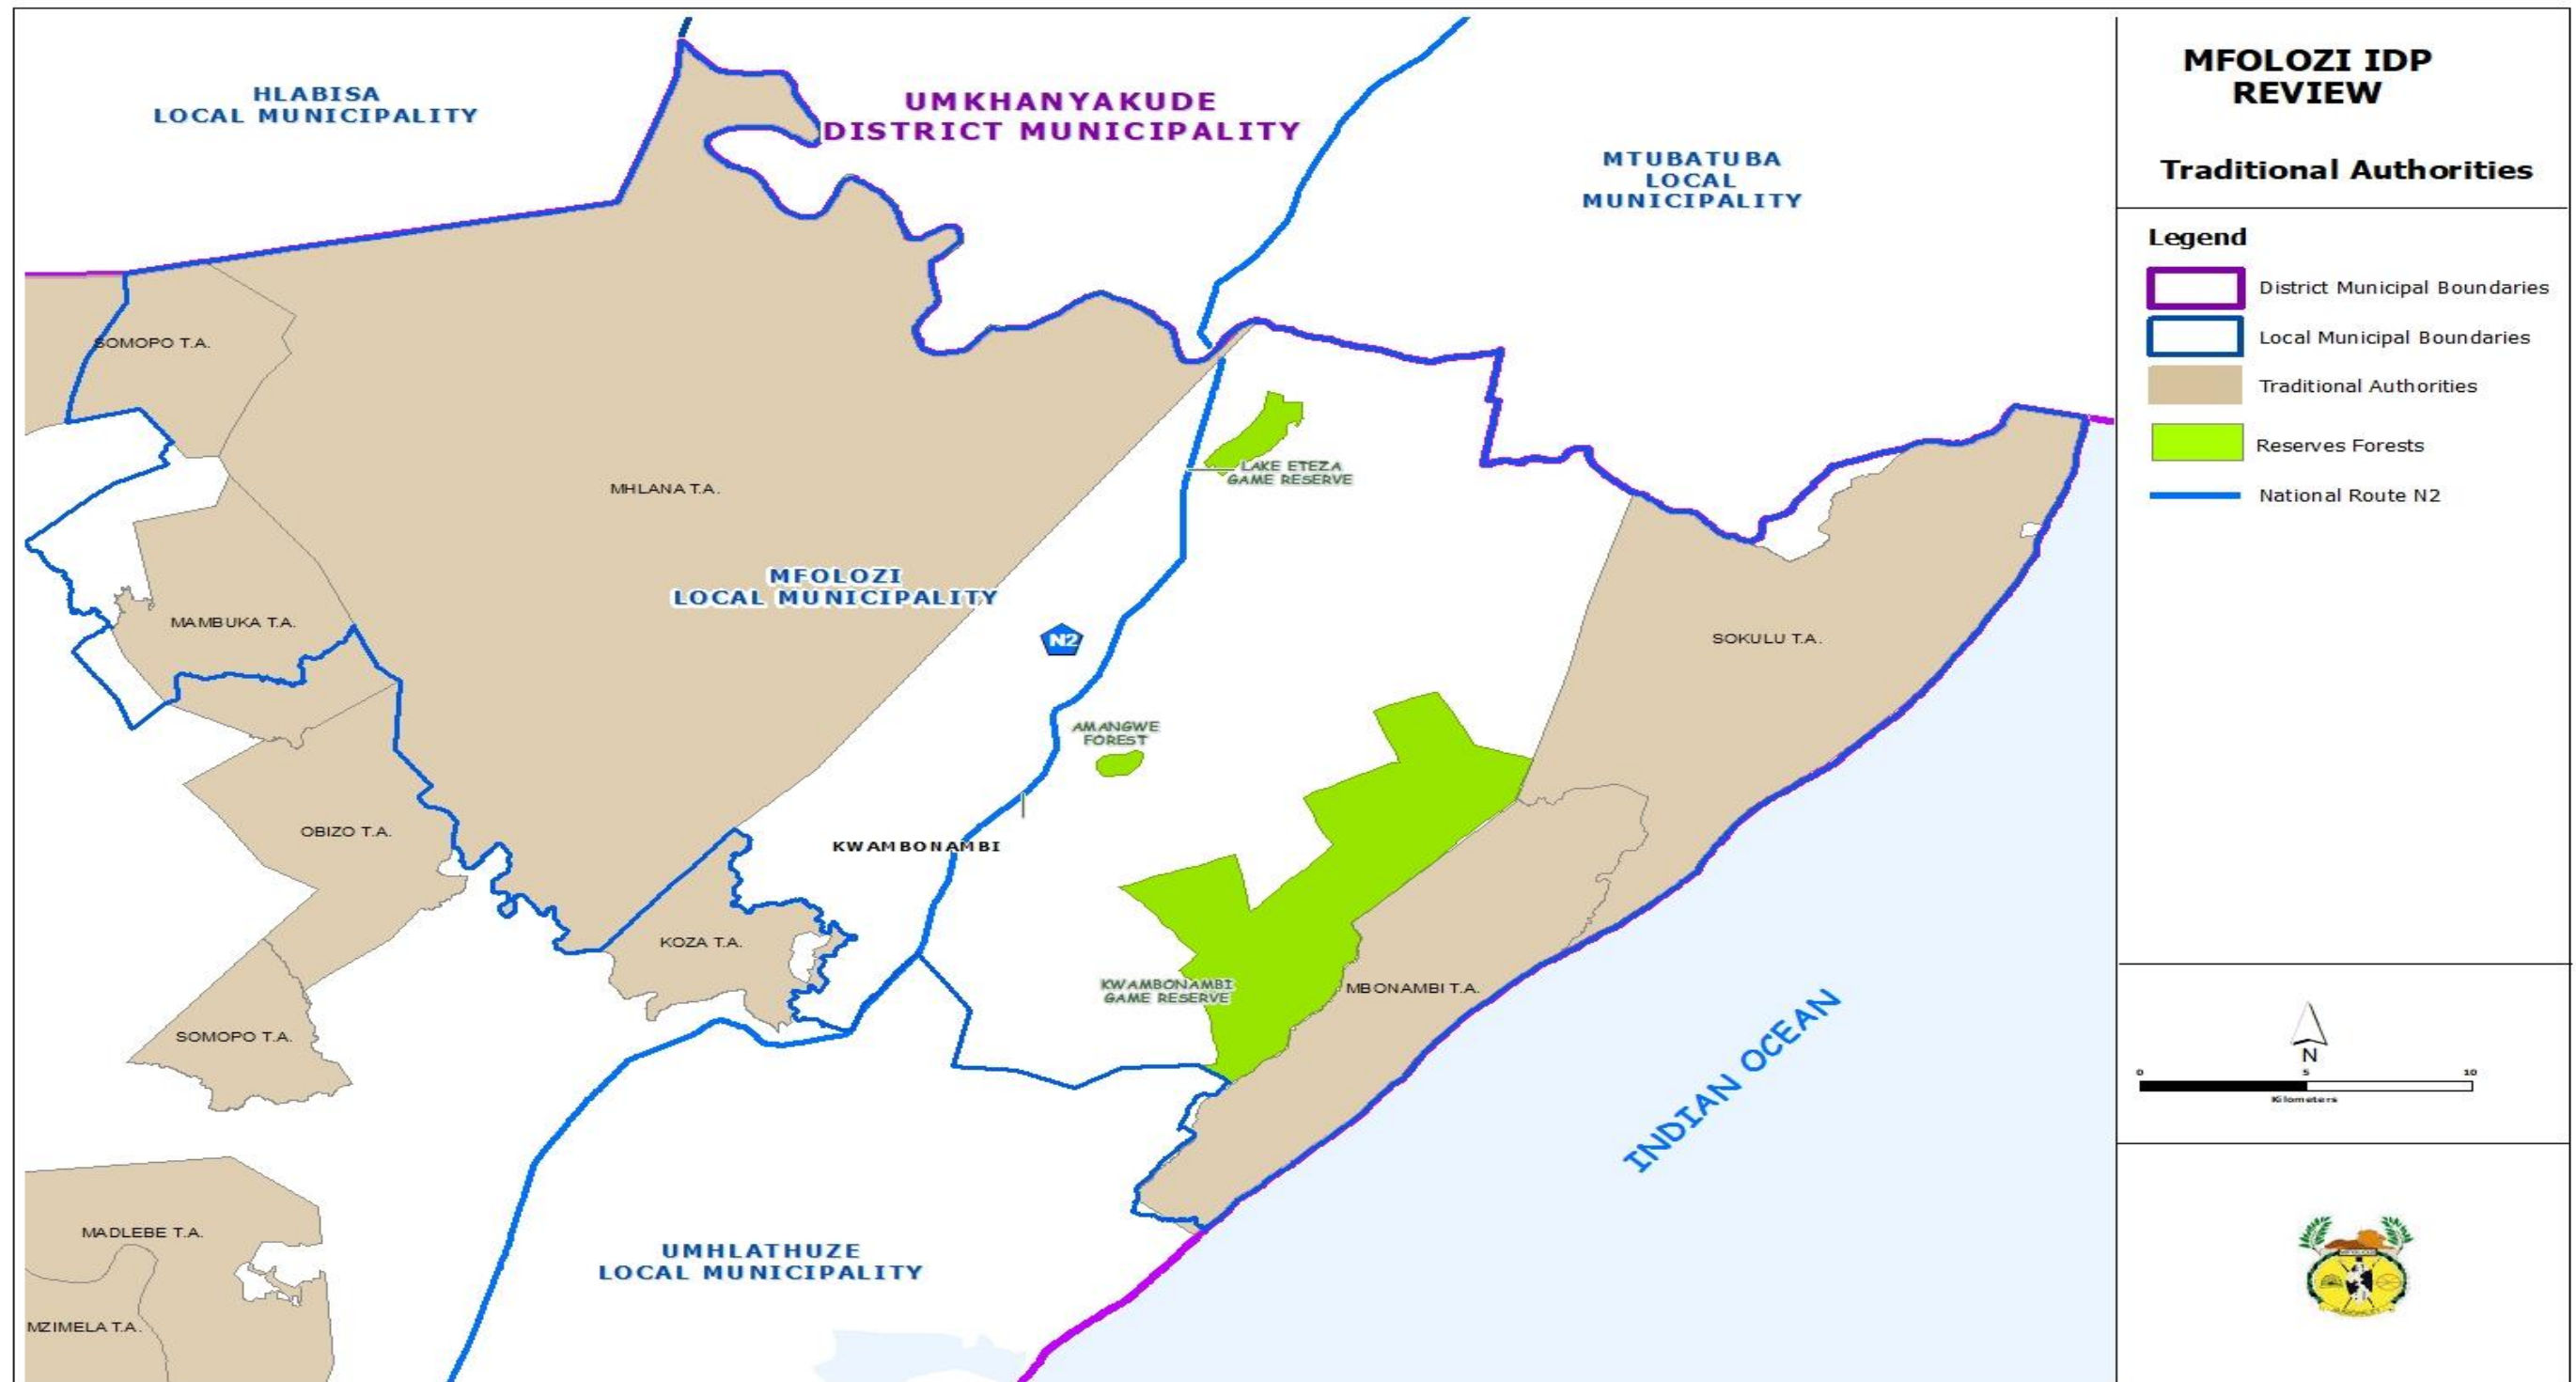 HLABISA
LOCAL MUNICIPALITY
UMKHANYAKUDE
DISTRICT MUNICIPALITY
MTUBATUBA
LOCAL
MUNICIPALITY
SOMOPO T.A.
MHLANA T.A.
LAKE ETEZA
GAME RESERVE
MFOLOZI
LOCAL MUNICIPALITY
MAMBUKA T.A.
N2
SOKULU T.A.
AMANGWE
FOREST
OBIZO T.A.
KWAMBONAMBI
KOZA T.A.
KWAMBONAMBI
GAME RESERVE
MBONAMBI T.A.
SOMOPO T.A.
INDIAN OCEAN
MADLEBE T.A.
UMHLATHUZE
LOCAL MUNICIPALITY
MZIMELA T.A.
MFOLOZI IDP
REVIEW
Traditional Authorities
Legend
District Municipal Boundaries
Local Municipal Boundaries
Traditional Authorities
Reserves Forests
National Route N2
N
0 5 10
Kilometers